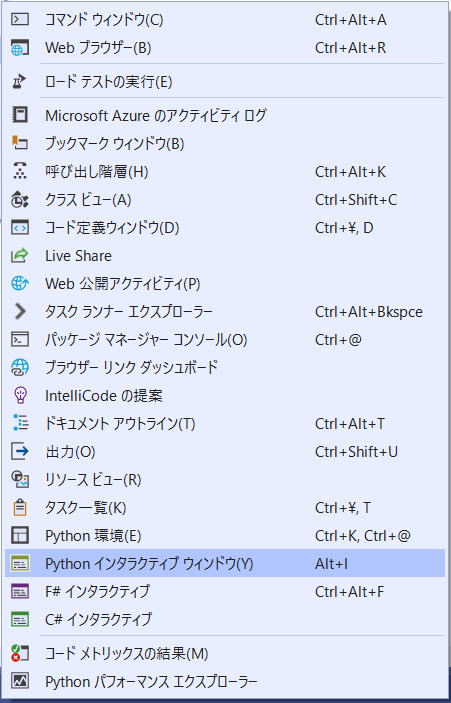 コマンド ウィンドウ(C) Ctrl+Alt+A
Web ブラウザー(B) Ctrl+Alt+R
ロード テストの実行(E)
Microsoft Azure のアクティビティ ログ
ブックマーク ウィンドウ(B)
呼び出し階層(H) Ctrl+Alt+K
クラス ビュー(A) Ctrl+Shift+C
コード定義ウィンドウ(D) Ctrl+¥, D
Live Share
Web 公開アクティビティ(P)
タスク ランナー エクスプローラー Ctrl+Alt+Bkspce
パッケージ マネージャー コンソール(O) Ctrl+@
ブラウザー リンク ダッシュボード
IntelliCode の提案
ドキュメント アウトライン(T) Ctrl+Alt+T
出力(O) Ctrl+Shift+U
リソース ビュー(R)
タスク一覧(K) Ctrl+¥, T
Python 環境(E) Ctrl+K, Ctrl+@
Python インタラクティブ ウィンドウ(Y) Alt+I
F# インタラクティブ Ctrl+Alt+F
C# インタラクティブ
コード メトリックスの結果(M)
Python パフォーマンス エクスプローラー